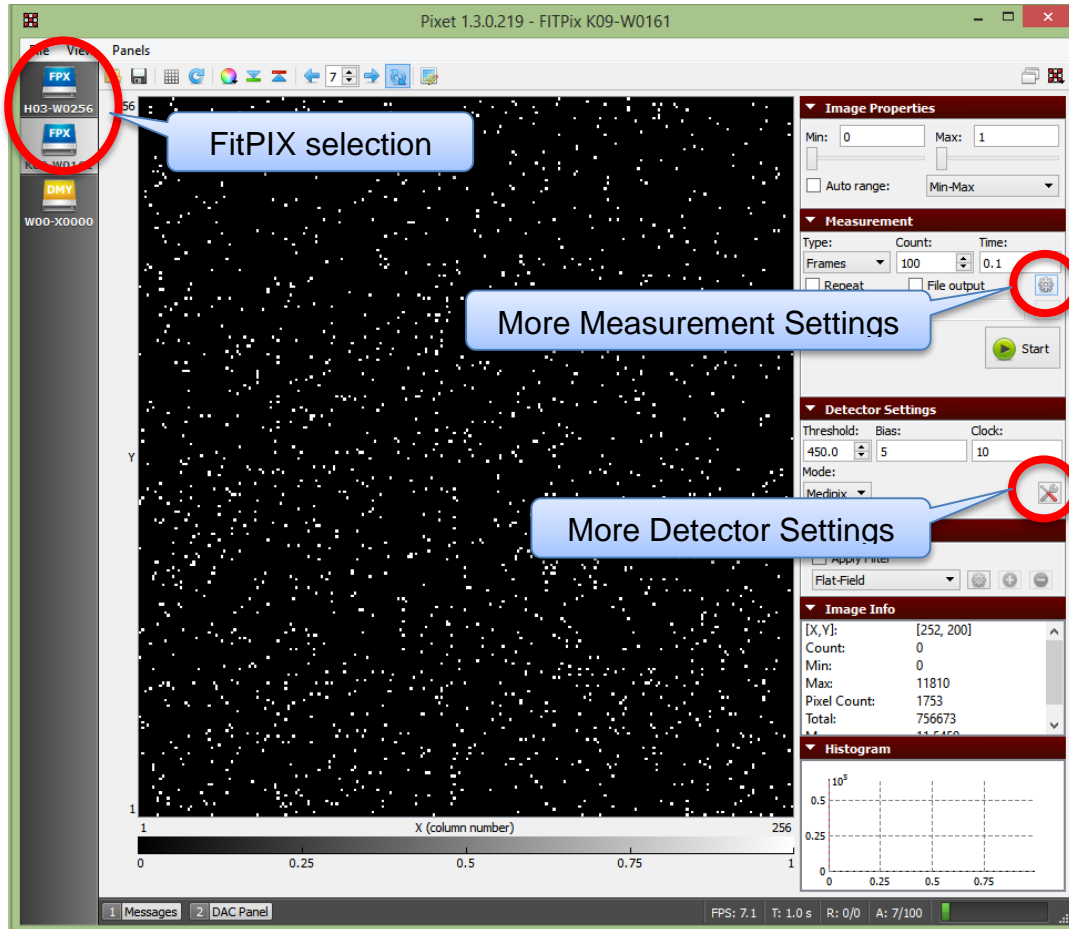 Pixet 1.3.0.219 - FITPix K09-W0161
File View Panels
7
FPX
H03-W0256
FPX
DMY
W00-X0000
FitPIX selection
56
Y
1
1 X (column number) 256
0 0.25 0.5 0.75 1
Image Properties
Min: 0 Max: 1
Auto range: Min-Max
Measurement
Type: Count: Time:
Frames 100 0.1
Repeat File output
More Measurement Settings
Start
Detector Settings
Threshold: Bias: Clock:
450.0 5 10
Mode:
Medipix
More Detector Settings
Apply Filter
Flat-Field
Image Info
[X,Y]: [252, 200]
Count: 0
Min: 0
Max: 11810
Pixel Count: 1753
Total: 756673
Histogram
10⁵
0.5
0.25
0
0 0.25 0.5 0.75
1 Messages 2 DAC Panel FPS: 7.1 T: 1.0 s R: 0/0 A: 7/100